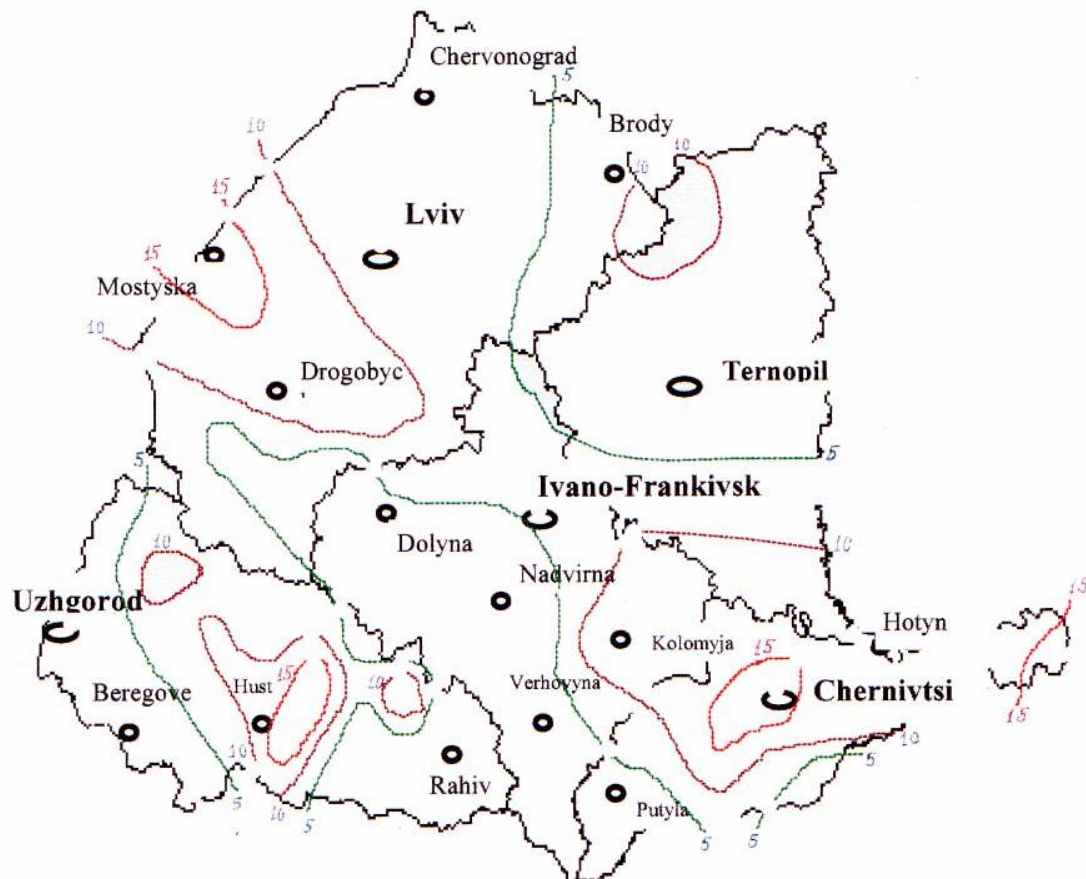 Chervonograd
5
Brody
10
10
10
15
Lviv
15
Mostyska
10
Drogobyc
Ternopil
5
5
Ivano-Frankivsk
Dolyna
10
10
Nadvirna
Uzhgorod
15
Hotyn
Kolomyja
15
15
Hust
10
Verhovyna
Chernivtsi
Beregove
15
10
10
Rahiv
5
10
5
5
Putyla
5
5